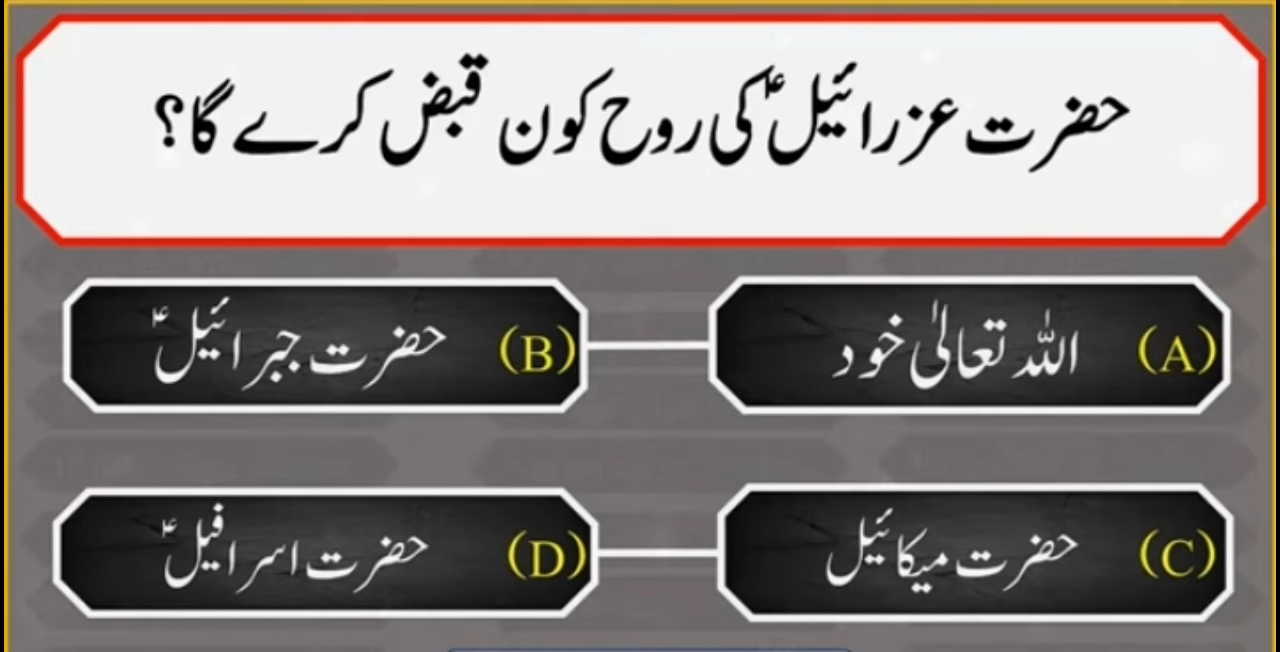 حضرت عزرائیلؑ کی روح کون قبض کرے گا؟
(A) اللہ تعالیٰ خود
(B) حضرت جبرائیلؑ
(C) حضرت میکائیل
(D) حضرت اسرافیلؑ